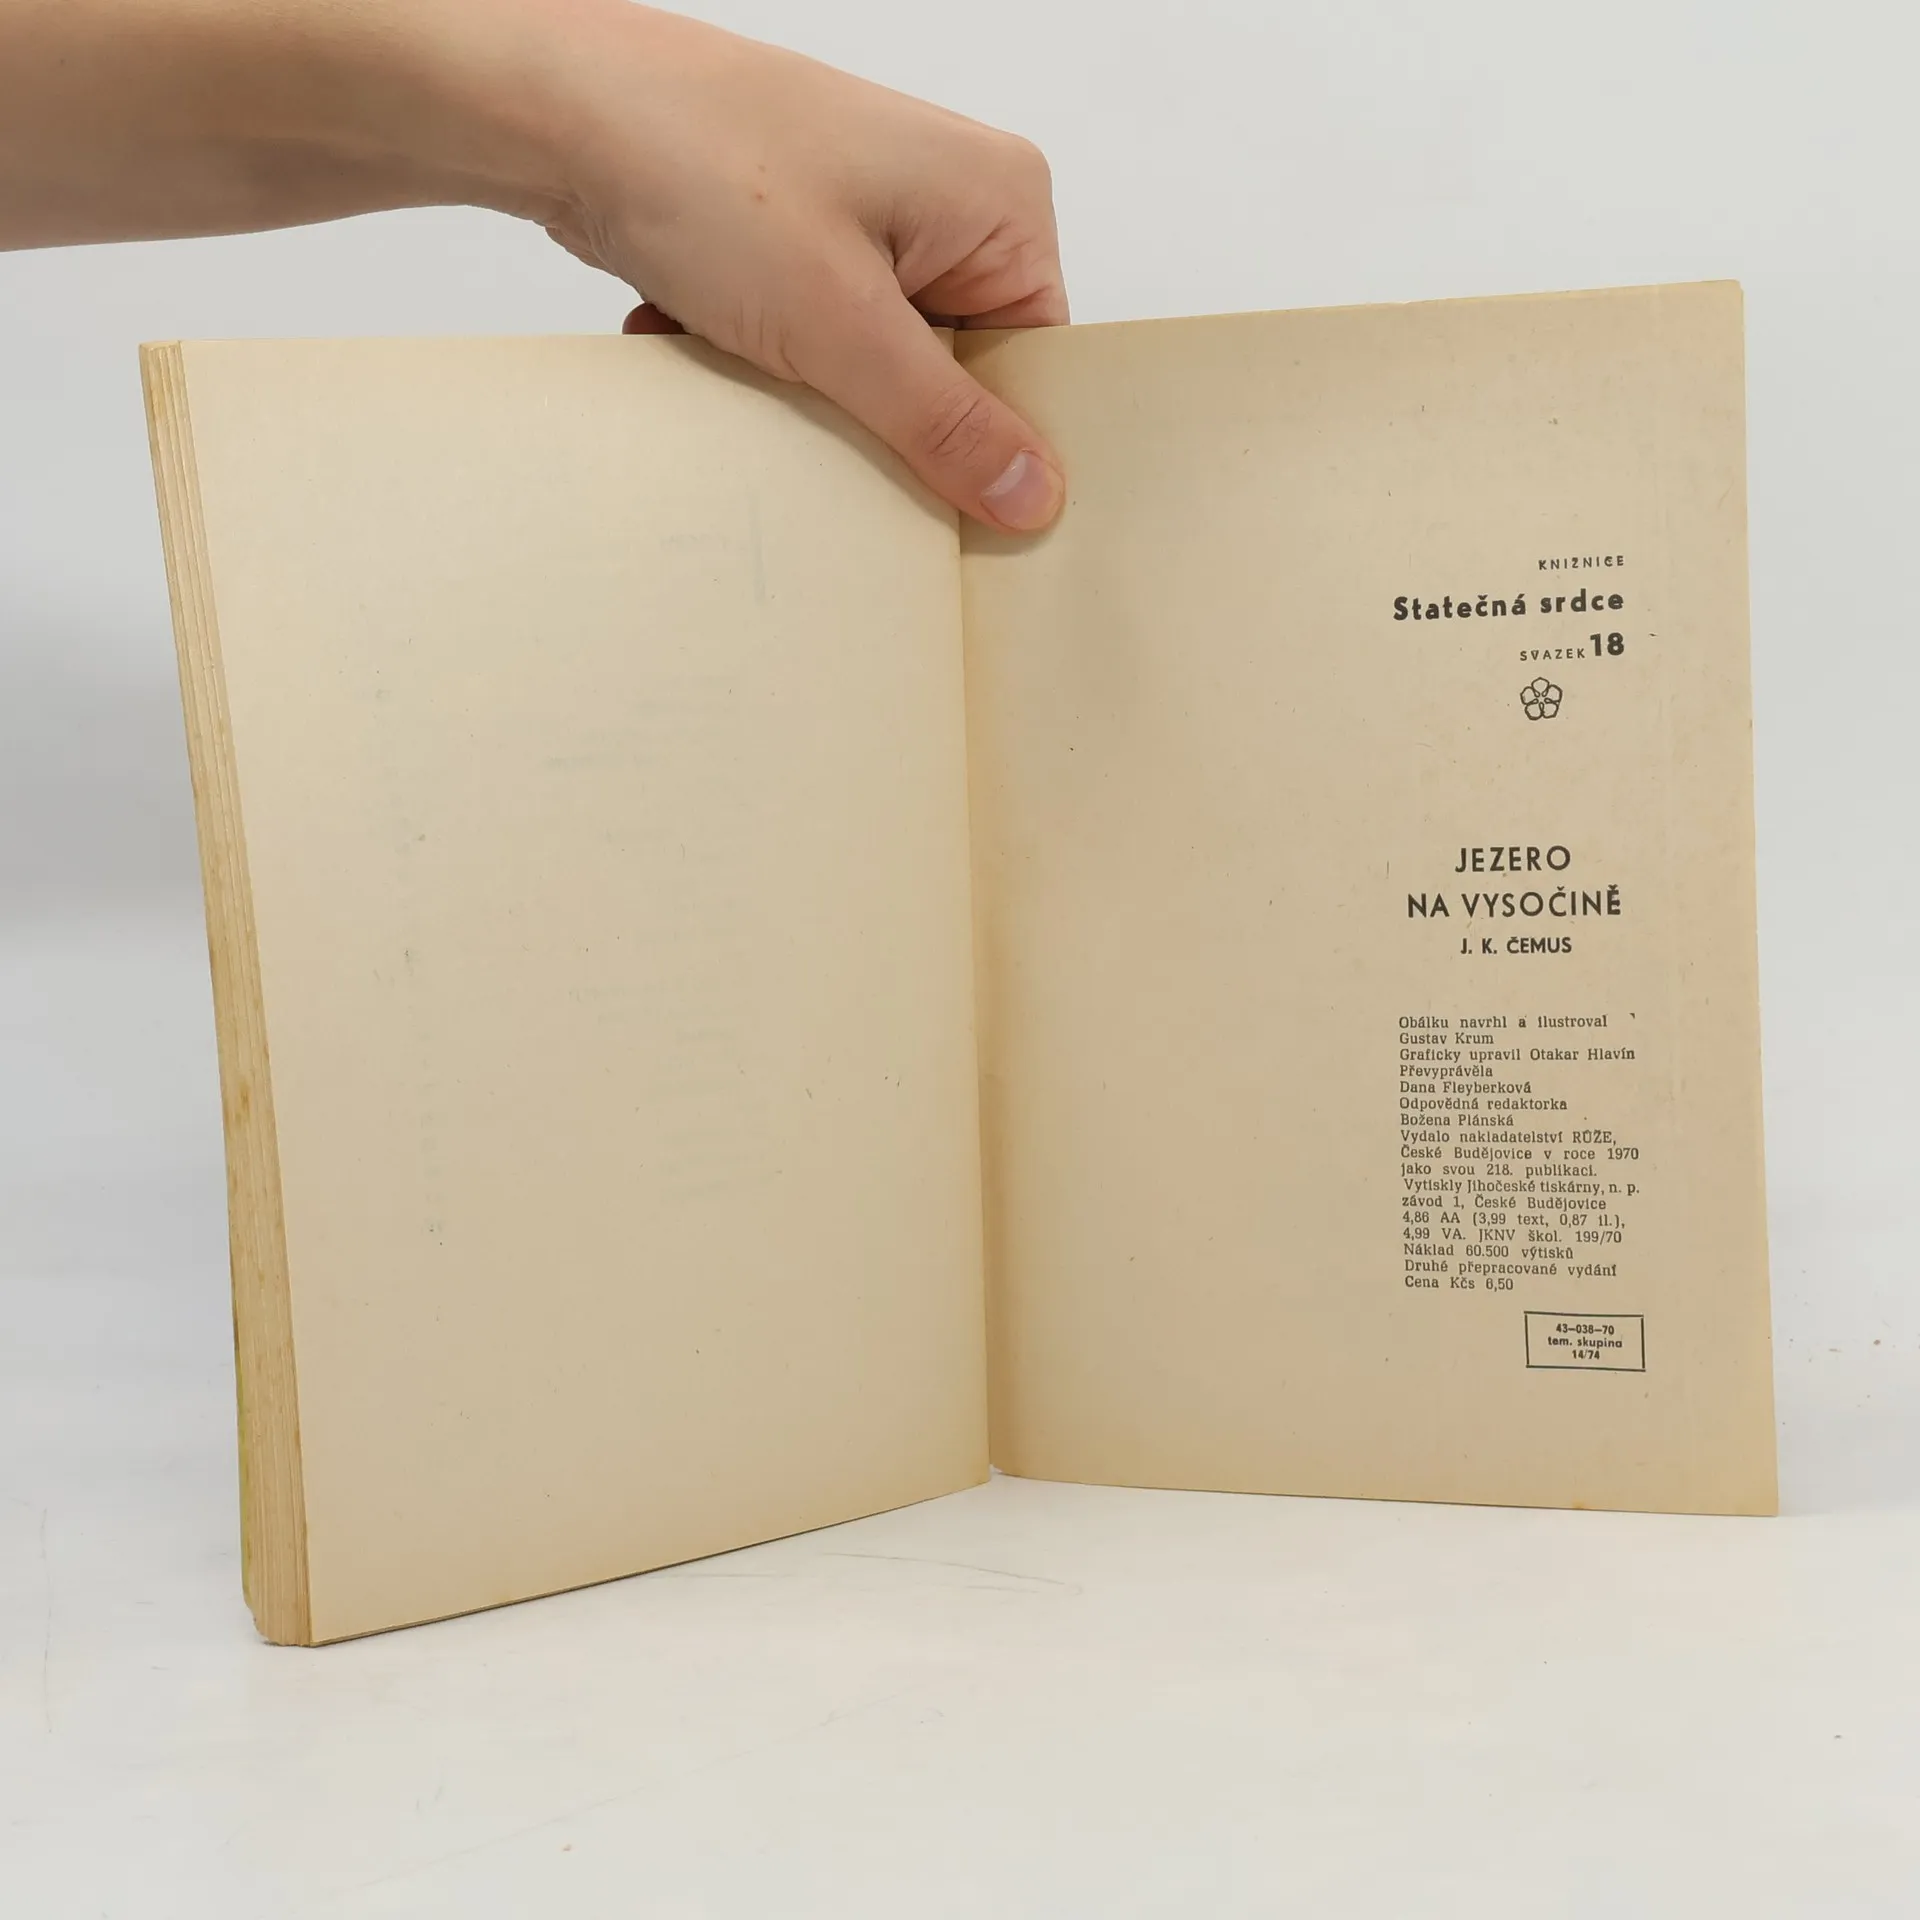 KNIŽNICE
Statečná srdce
SVAZEK 18
JEZERO
NA VYSOČINĚ
J. K. ČEMUS
Obálku navrhl a ilustroval
Gustav Krum
Graficky upravil Otakar Hlavín
Převyprávěla
Dana Fleyberková
Odpovědná redaktorka
Božena Plánská
Vydalo nakladatelství RŮŽE,
České Budějovice v roce 1970
jako svou 218. publikaci.
Vytiskly Jihočeské tiskárny, n. p.
závod 1, České Budějovice
4,86 AA (3,99 text, 0,87 il.),
4,99 VA. JKNV škol. 199/70
Náklad 60.500 výtisků
Druhé přepracované vydání
Cena Kčs 6,50
43—038—70
tem. skupina
14/74